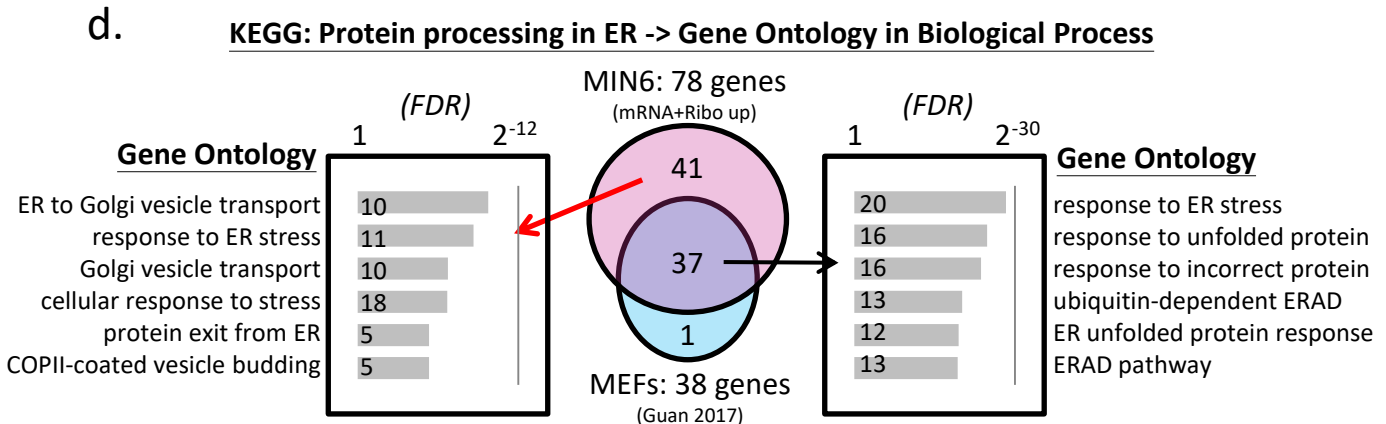 d.
KEGG: Protein processing in ER -> Gene Ontology in Biological Process
MIN6: 78 genes
(mRNA+Ribo up)
(FDR)
1 2-12
Gene Ontology
ER to Golgi vesicle transport 10
response to ER stress 11
Golgi vesicle transport 10
cellular response to stress 18
protein exit from ER 5
COPII-coated vesicle budding 5
41
37
1
MEFs: 38 genes
(Guan 2017)
(FDR)
1 2-30
Gene Ontology
20 response to ER stress
16 response to unfolded protein
16 response to incorrect protein
13 ubiquitin-dependent ERAD
12 ER unfolded protein response
13 ERAD pathway